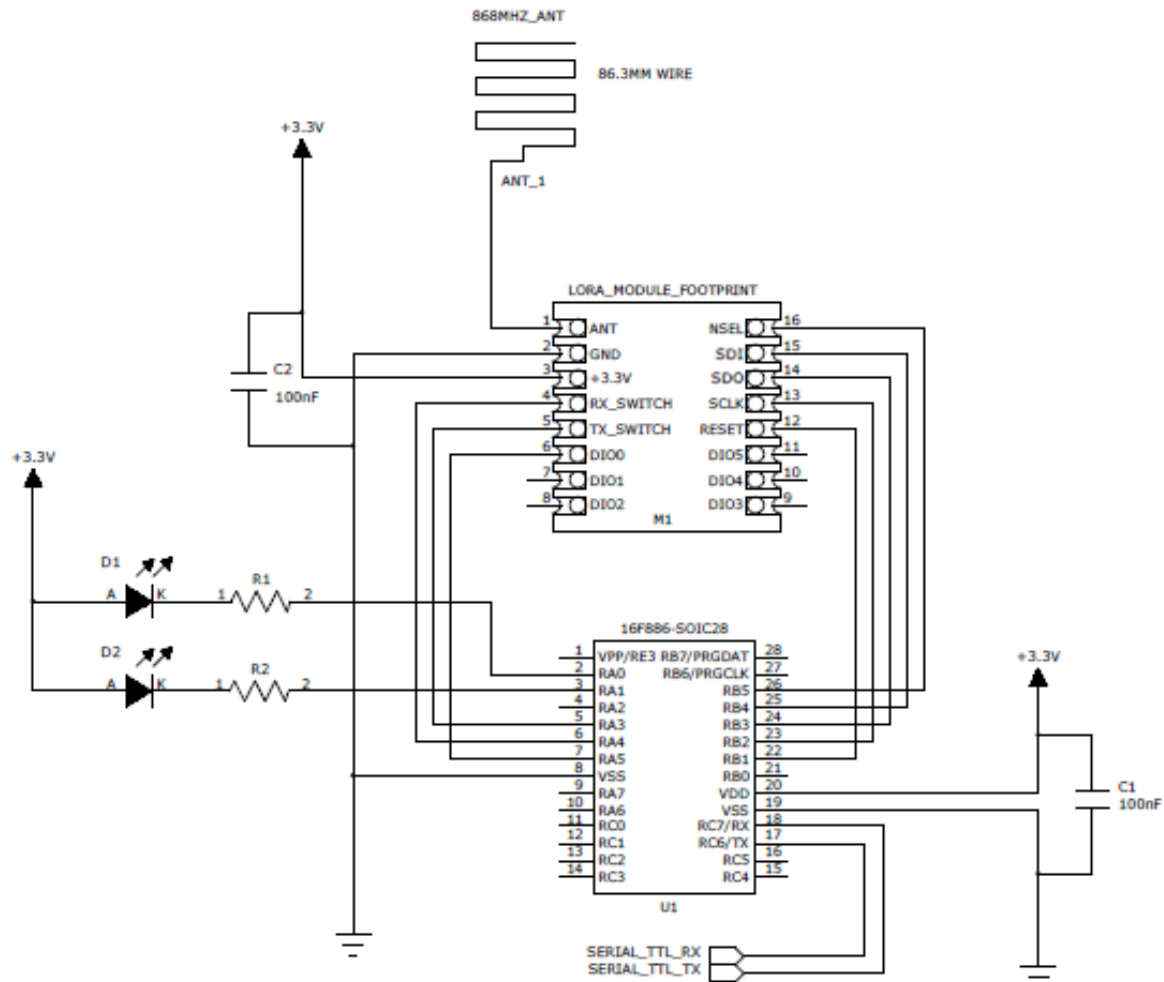 868MHZ_ANT
86.3MM WIRE
+3.3V
ANT_1
LORA_MODULE_FOOTPRINT
1 ANT NSEL 16
2 GND SDI 15
3 +3.3V SDO 14
4 RX_SWITCH SCLK 13
5 TX_SWITCH RESET 12
6 DIO0 DIO5 11
7 DIO1 DIO4 10
8 DIO2 DIO3 9
M1
C2
100nF
+3.3V
D1
A K 1 R1 2
D2
A K 1 R2 2
16F886-SOIC28
1 VPP/RE3 RB7/PRGDAT 28
2 RA0 RB6/PRGCLK 27
3 RA1 RB5 26
4 RA2 RB4 25
5 RA3 RB3 24
6 RA4 RB2 23
7 RA5 RB1 22
8 VSS RB0 21
9 RA7 VDD 20
10 RA6 VSS 19
11 RC0 RC7/RX 18
12 RC1 RC6/TX 17
13 RC2 RC5 16
14 RC3 RC4 15
U1
+3.3V
C1
100nF
SERIAL_TTL_RX
SERIAL_TTL_TX